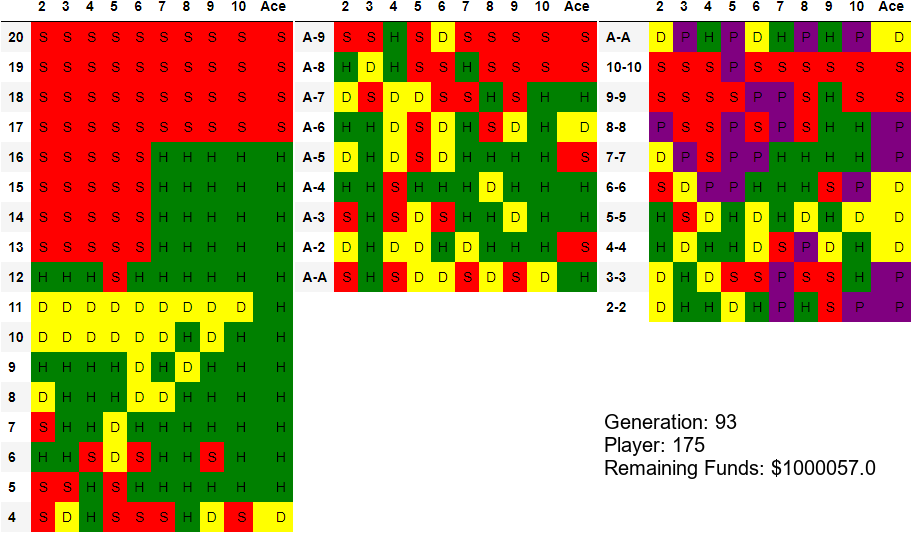 2 3 4 5 6 7 8 9 10 Ace
20 S S S S S S S S S S
19 S S S S S S S S S S
18 S S S S S S S S S S
17 S S S S S S S S S S
16 S S S S S H H H H H
15 S S S S S H H H H H
14 S S S S S H H H H H
13 S S S S S H H H H H
12 H H H S H H H H H H
11 D D D D D D D D D H
10 D D D D D D H D H H
9 H H H H D H D H H H
8 D H H H D D H H H H
7 S H H D H H H H H H
6 H H S D S H H S H H
5 S S H S H H H H H H
4 S D H S S S H D S D
2 3 4 5 6 7 8 9 10 Ace
A-9 S S H S D S S S S S
A-8 H D H S S H S S S S
A-7 D S D D S S H S H H
A-6 H H D S D H S D H D
A-5 D H D S D H H H H S
A-4 H H S H H H D H H H
A-3 S H S D S H H D H H
A-2 D H D D H D H H H S
A-A S H S D D S D S D H
2 3 4 5 6 7 8 9 10 Ace
A-A D P H P D H P H P D
10-10 S S S P S S S S S S
9-9 S S S S P P S H S S
8-8 P S S P S P S H H P
7-7 D P S P P H H H H P
6-6 S D P P H H H S P D
5-5 H S D H D H D H D D
4-4 H D H H D S P D H D
3-3 D H D S S P S S H P
2-2 D H H D H P H S P P
Generation: 93
Player: 175
Remaining Funds: $1000057.0